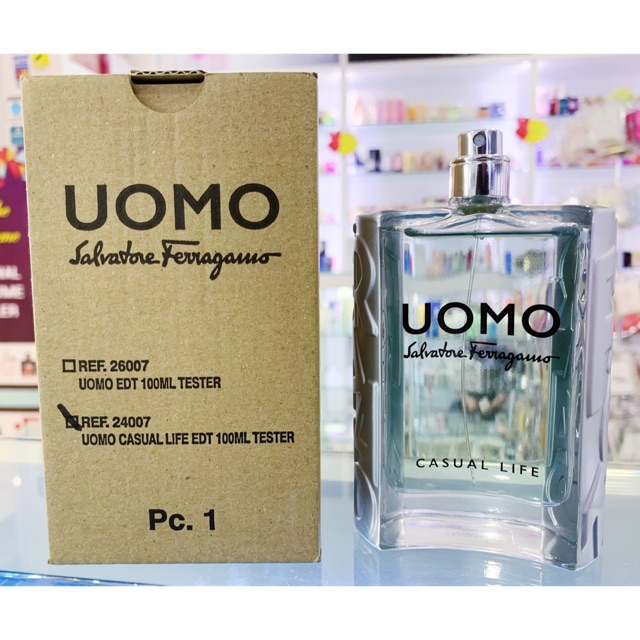 UOMO
Salvatore Ferragamo
REF. 26007
UOMO EDT 100ML TESTER
REF. 24007
UOMO CASUAL LIFE EDT 100ML TESTER
Pc. 1
UOMO
Salvatore Ferragamo
CASUAL LIFE